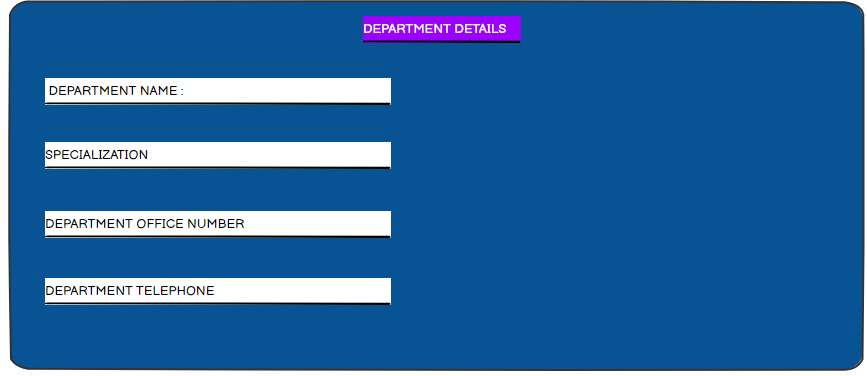 DEPARTMENT DETAILS
DEPARTMENT NAME :
SPECIALIZATION
DEPARTMENT OFFICE NUMBER
DEPARTMENT TELEPHONE